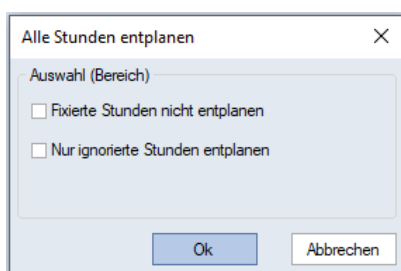 Alle Stunden entplanen
Auswahl (Bereich)
Fixierte Stunden nicht entplanen
Nur ignorierte Stunden entplanen
Ok
Abbrechen